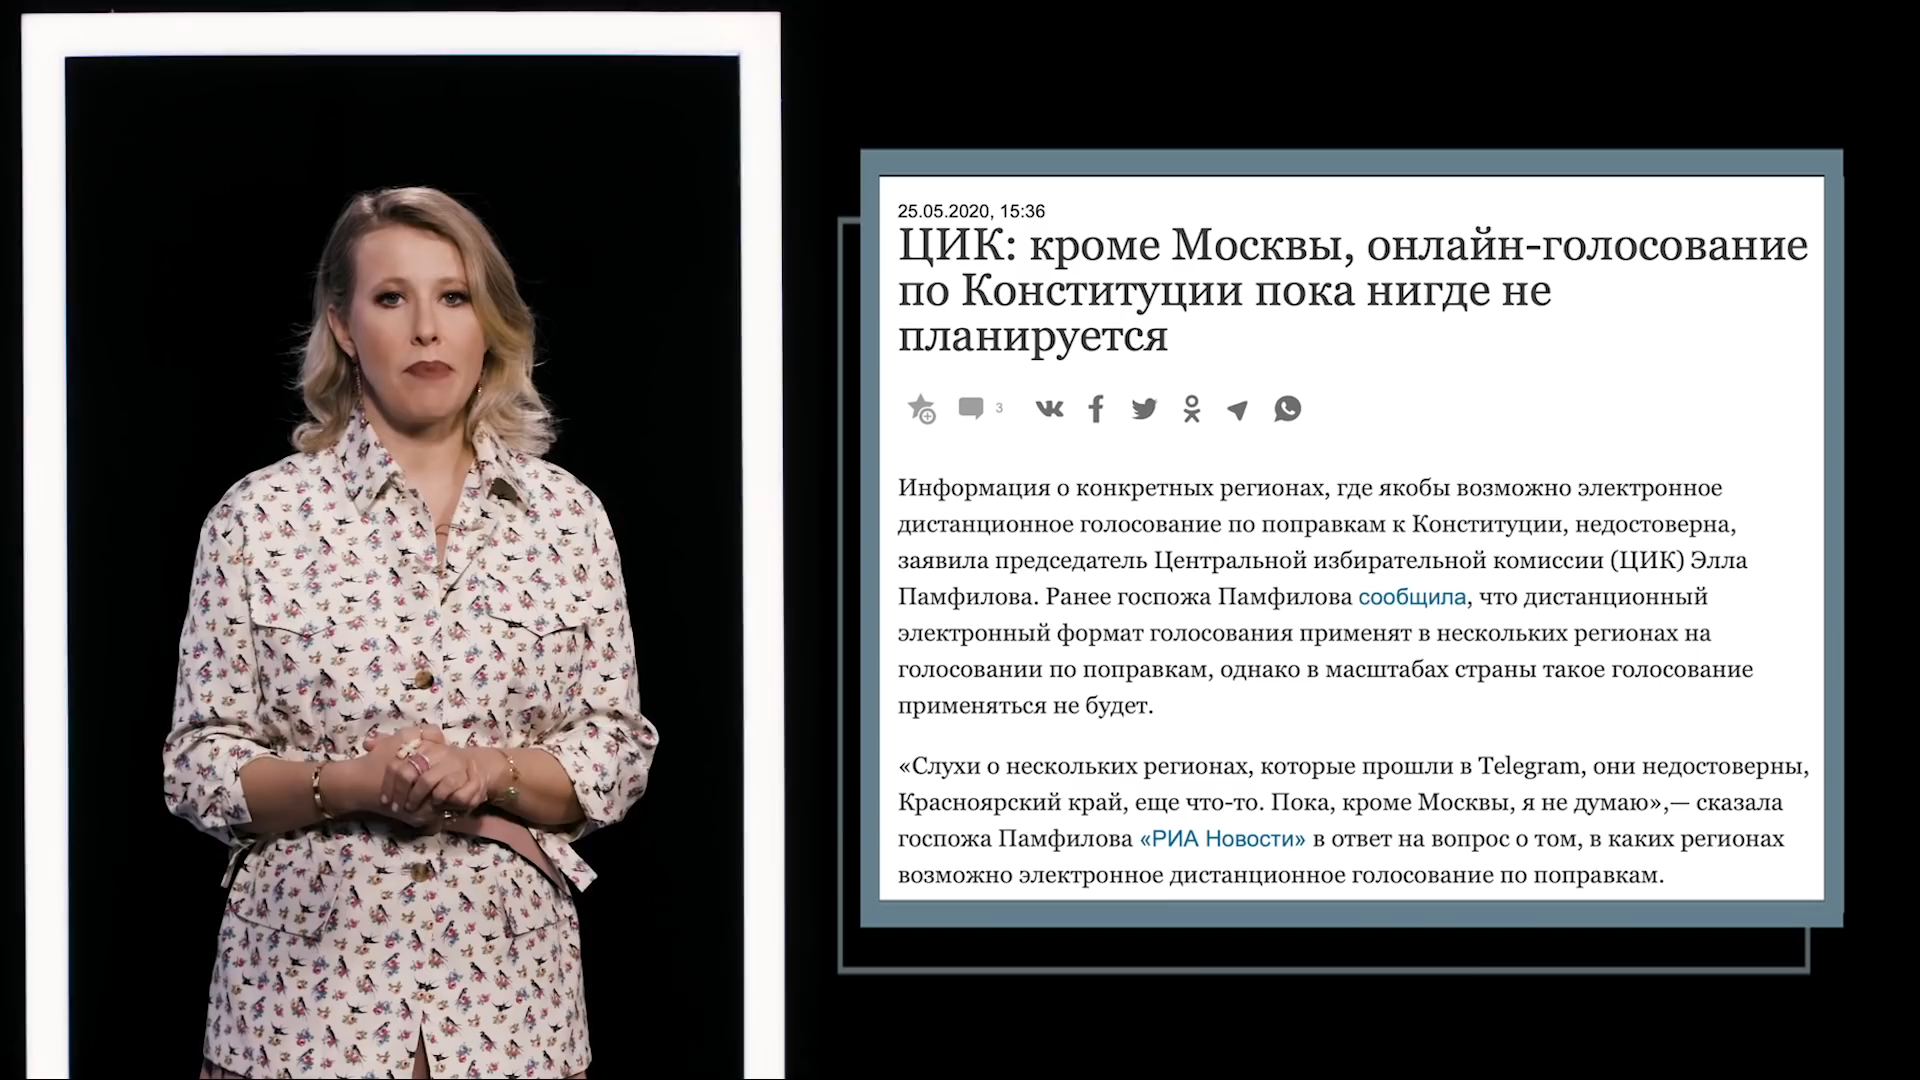 25.05.2020, 15:36
ЦИК: кроме Москвы, онлайн-голосование
по Конституции пока нигде не
планируется
3
Информация о конкретных регионах, где якобы возможно электронное
дистанционное голосование по поправкам к Конституции, недостоверна,
заявила председатель Центральной избирательной комиссии (ЦИК) Элла
Памфилова. Ранее госпожа Памфилова сообщила, что дистанционный
электронный формат голосования применят в нескольких регионах на
голосовании по поправкам, однако в масштабах страны такое голосование
применяться не будет.
«Слухи о нескольких регионах, которые прошли в Telegram, они недостоверны,
Красноярский край, еще что-то. Пока, кроме Москвы, я не думаю»,— сказала
госпожа Памфилова «РИА Новости» в ответ на вопрос о том, в каких регионах
возможно электронное дистанционное голосование по поправкам.